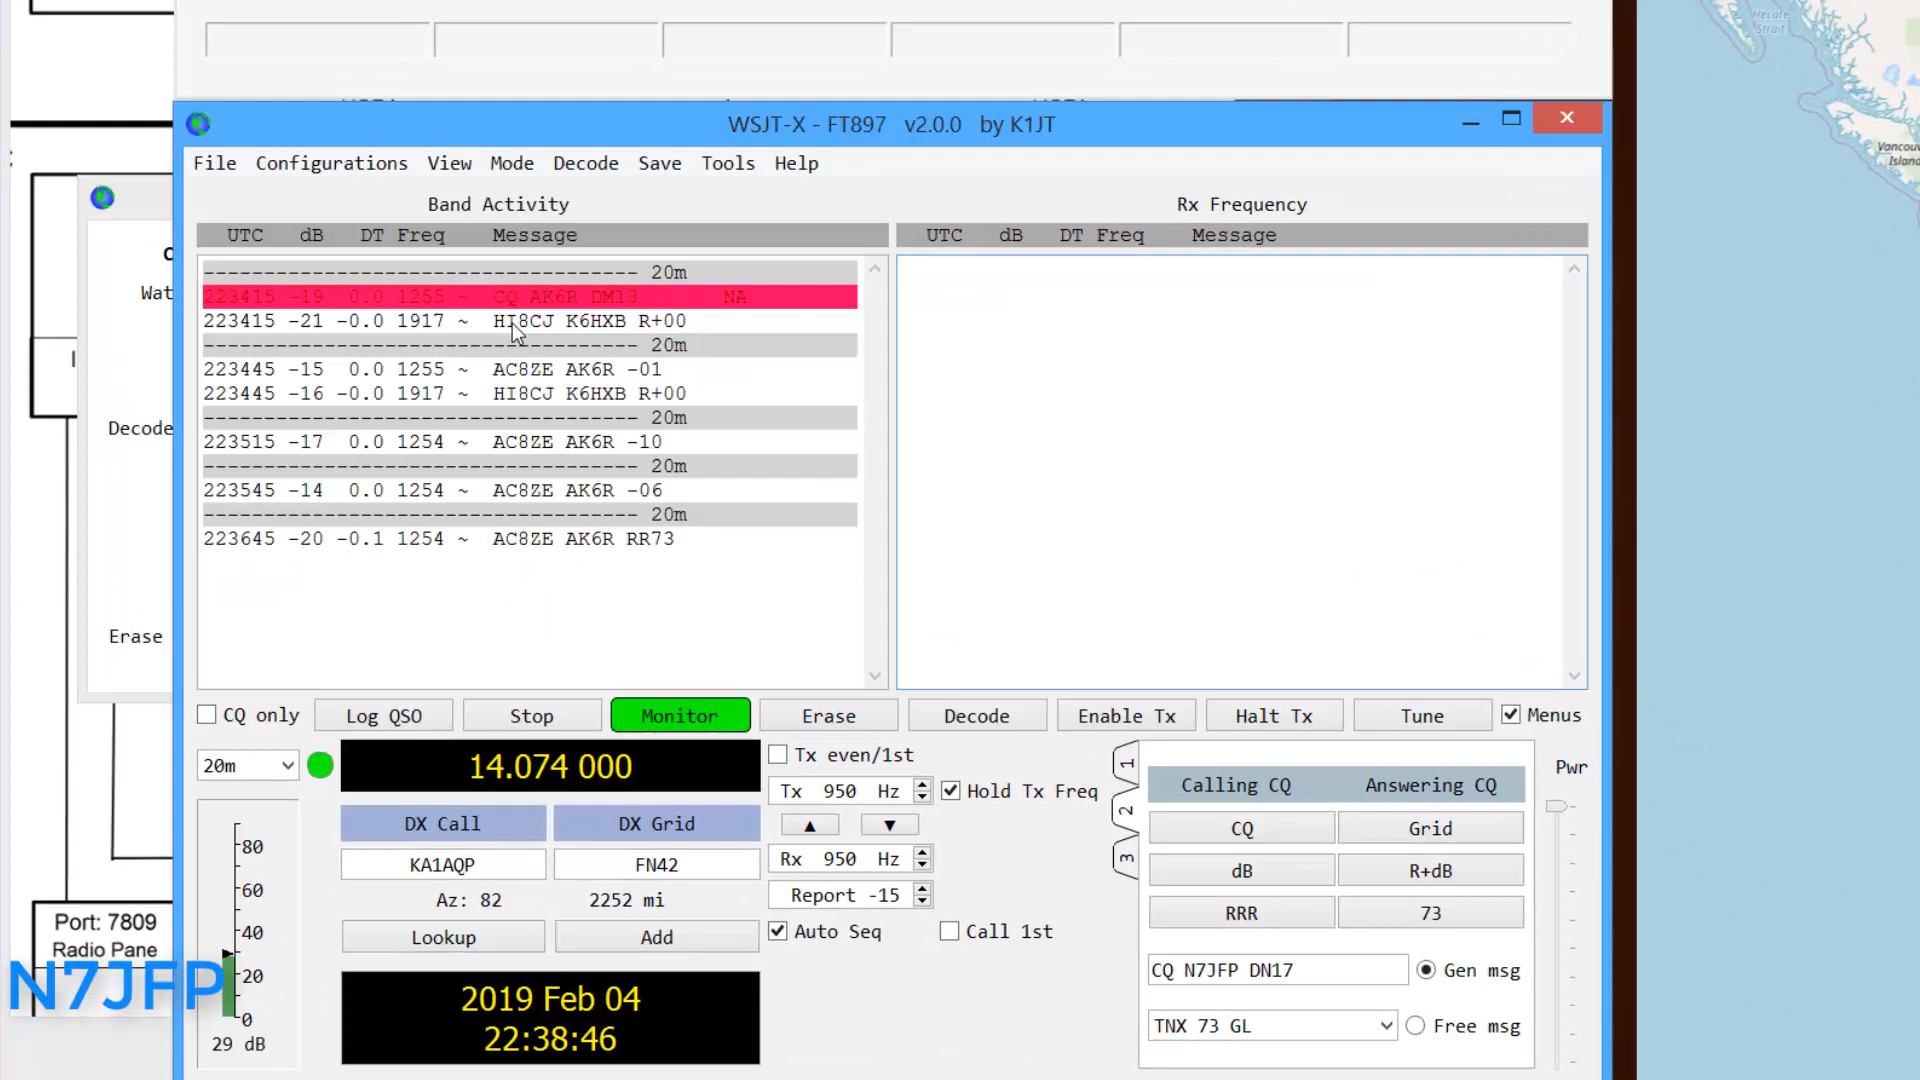 Hecate
Strait
WSJT-X - FT897 v2.0.0 by K1JT
File Configurations View Mode Decode Save Tools Help
Vancouver
Island
Band Activity
Rx Frequency
UTC dB DT Freq Message
UTC dB DT Freq Message
------------------------------------ 20m
223415 -19 0.0 1255 ~ CQ AK6R DM13 NA
223415 -21 -0.0 1917 ~ HI8CJ K6HXB R+00
------------------------------------ 20m
223445 -15 0.0 1255 ~ AC8ZE AK6R -01
223445 -16 -0.0 1917 ~ HI8CJ K6HXB R+00
------------------------------------ 20m
223515 -17 0.0 1254 ~ AC8ZE AK6R -10
------------------------------------ 20m
223545 -14 0.0 1254 ~ AC8ZE AK6R -06
------------------------------------ 20m
223645 -20 -0.1 1254 ~ AC8ZE AK6R RR73
Decode
Erase
CQ only Log QSO Stop Monitor Erase Decode Enable Tx Halt Tx Tune Menus
20m
14.074 000
Tx even/1st
Tx 950 Hz
Hold Tx Freq
Rx 950 Hz
Report -15
Auto Seq
Call 1st
DX Call DX Grid
KA1AQP FN42
Az: 82 2252 mi
Lookup Add
2019 Feb 04
22:38:46
80
60
40
20
0
29 dB
1
2
3
Calling CQ Answering CQ
CQ Grid
dB R+dB
RRR 73
CQ N7JFP DN17 Gen msg
TNX 73 GL Free msg
Pwr
Port: 7809
Radio Pane
N7JFP